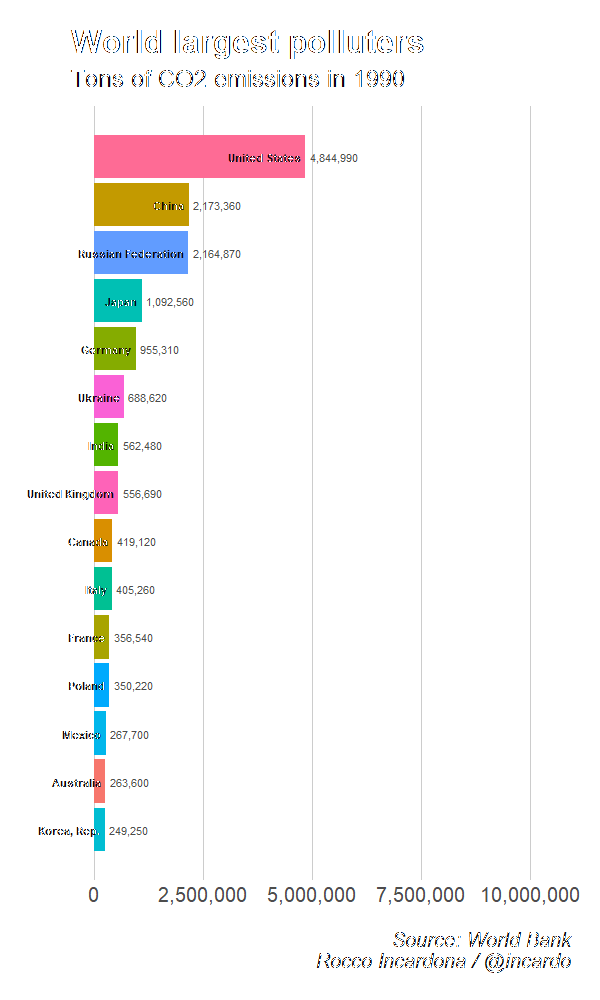 World largest polluters
Tons of CO2 emissions in 1990
United States 4,844,990
China 2,173,360
Russian Federation 2,164,870
Japan 1,092,560
Germany 955,310
Ukraine 688,620
India 562,480
United Kingdom 556,690
Canada 419,120
Italy 405,260
France 356,540
Poland 350,220
Mexico 267,700
Australia 263,600
Korea, Rep. 249,250
0 2,500,000 5,000,000 7,500,000 10,000,000
Source: World Bank
Rocco Incardona / @incardo